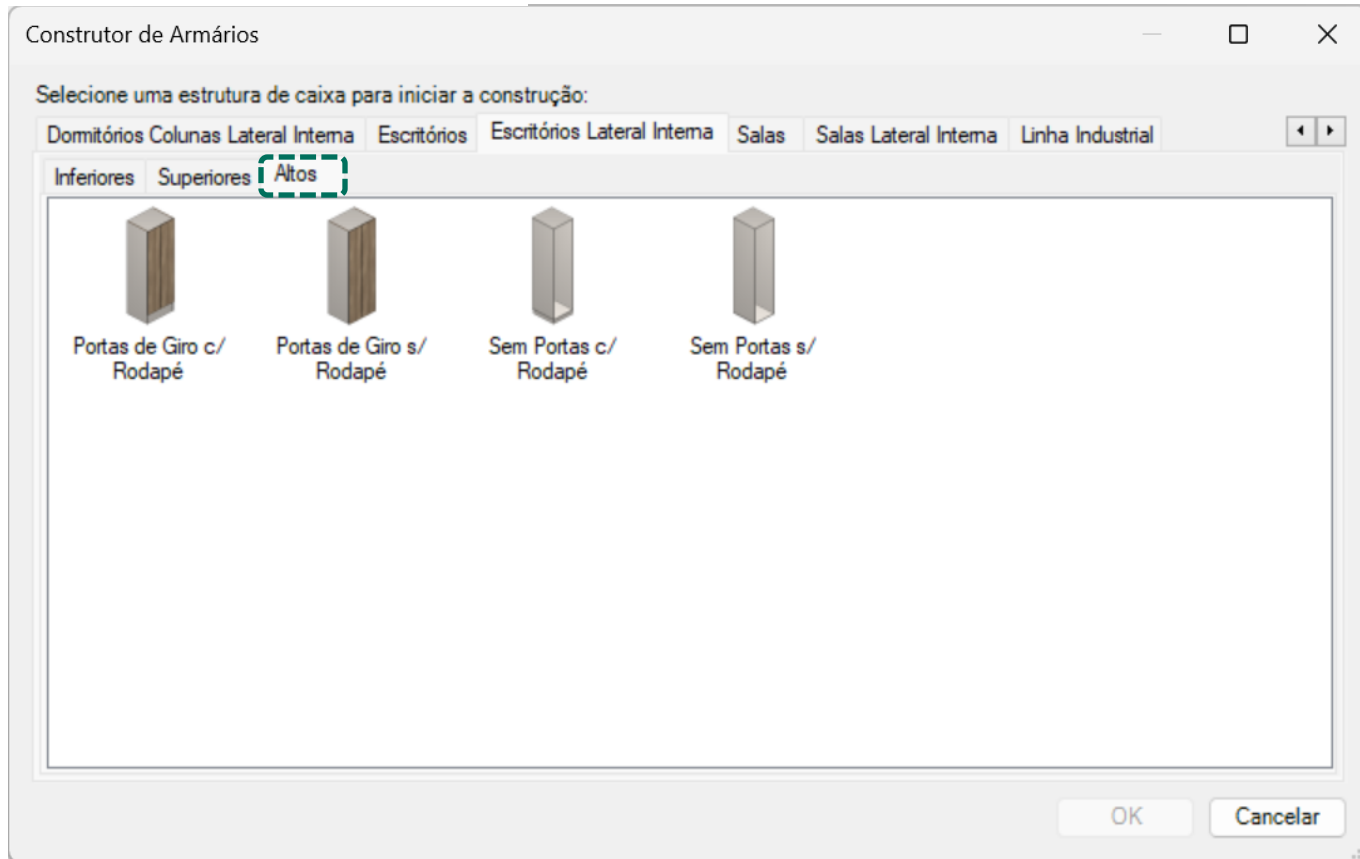 Construtor de Armários
Selecione uma estrutura de caixa para iniciar a construção:
Dormitórios Colunas Lateral Interna Escritórios Escritórios Lateral Interna Salas Salas Lateral Interna Linha Industrial
Inferiores Superiores Altos
Portas de Giro c/ Portas de Giro s/ Sem Portas c/ Sem Portas s/
Rodapé Rodapé Rodapé Rodapé
OK Cancelar